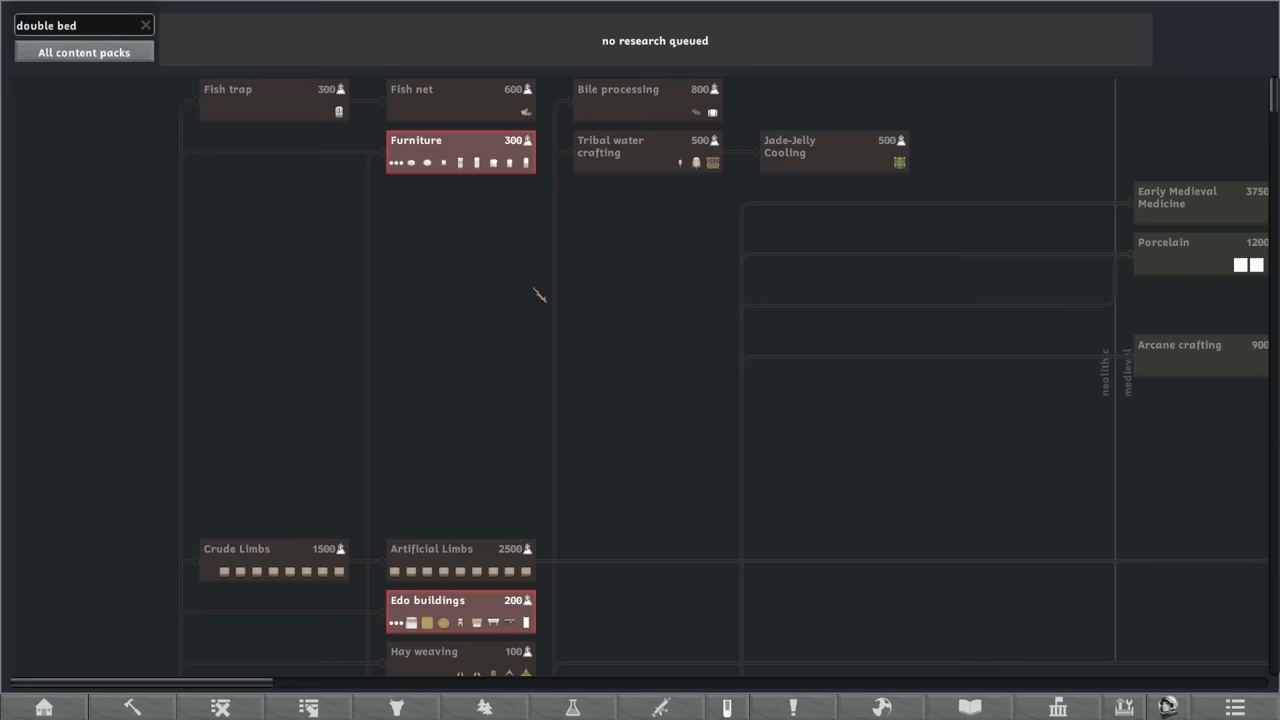 double bed
All content packs
no research queued
Fish trap 300
Fish net 600
Bile processing 800
Furniture 300
Tribal water crafting 500
Jade-Jelly Cooling 500
Early Medieval Medicine 3750
Porcelain 1200
Arcane crafting 900
neolithic
medieval
Crude Limbs 1500
Artificial Limbs 2500
Edo buildings 200
Hay weaving 100